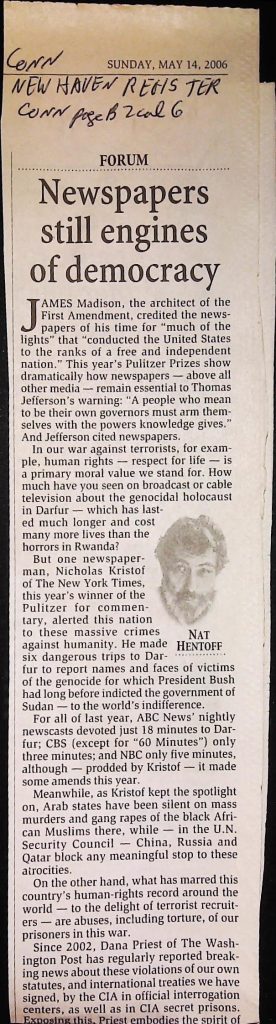 CONN
SUNDAY, MAY 14, 2006
NEW HAVEN REGISTER
CONN page B2 col 6
FORUM
Newspapers
still engines
of democracy
JAMES Madison, the architect of the
First Amendment, credited the news-
papers of his time for “much of the
lights” that “conducted the United States
to the ranks of a free and independent
nation.” This year’s Pulitzer Prizes show
dramatically how newspapers — above all
other media — remain essential to Thomas
Jefferson’s warning: “A people who mean
to be their own governors must arm them-
selves with the powers knowledge gives.”
And Jefferson cited newspapers.
In our war against terrorists, for exam-
ple, human rights — respect for life — is
a primary moral value we stand for. How
much have you seen on broadcast or cable
television about the genocidal holocaust
in Darfur — which has last-
ed much longer and cost
many more lives than the
horrors in Rwanda?
But one newspaper-
man, Nicholas Kristof
of The New York Times,
this year’s winner of the
Pulitzer for commen-
tary, alerted this nation
to these massive crimes
against humanity. He made
six dangerous trips to Dar-
fur to report names and faces of victims
of the genocide for which President Bush
had long before indicted the government of
Sudan — to the world’s indifference.
NAT
HENTOFF
For all of last year, ABC News’ nightly
newscasts devoted just 18 minutes to Dar-
fur; CBS (except for “60 Minutes”) only
three minutes; and NBC only five minutes,
although — prodded by Kristof — it made
some amends this year.
Meanwhile, as Kristof kept the spotlight
on, Arab states have been silent on mass
murders and gang rapes of the black Afri-
can Muslims there, while — in the U.N.
Security Council — China, Russia and
Qatar block any meaningful stop to these
atrocities.
On the other hand, what has marred this
country’s human-rights record around the
world — to the delight of terrorist recruit-
ers — are abuses, including torture, of our
prisoners in this war.
Since 2002, Dana Priest of The Wash-
ington Post has regularly reported break-
ing news about these violations of our own
statutes, and international treaties we have
signed, by the CIA in official interrogation
centers, as well as in CIA secret prisons.
Exposing this, Priest embodies the spirit of